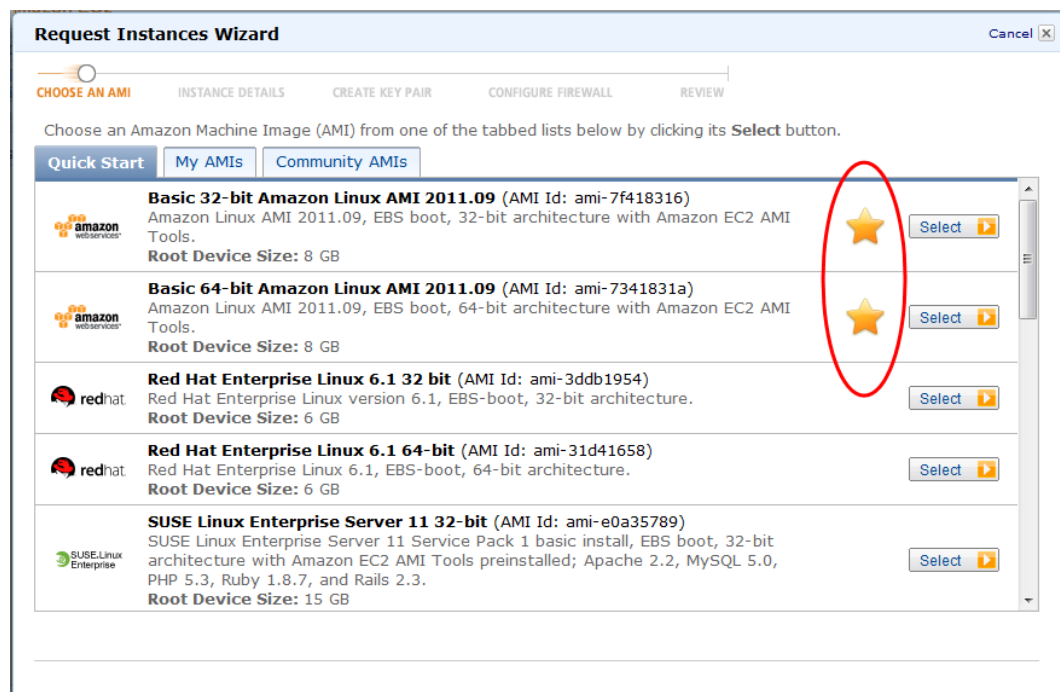 Request Instances Wizard
Cancel
CHOOSE AN AMI
INSTANCE DETAILS
CREATE KEY PAIR
CONFIGURE FIREWALL
REVIEW
Choose an Amazon Machine Image (AMI) from one of the tabbed lists below by clicking its Select button.
Quick Start
My AMIs
Community AMIs
amazon
webservices
Basic 32-bit Amazon Linux AMI 2011.09 (AMI Id: ami-7f418316)
Amazon Linux AMI 2011.09, EBS boot, 32-bit architecture with Amazon EC2 AMI
Tools.
Root Device Size: 8 GB
Select
amazon
webservices
Basic 64-bit Amazon Linux AMI 2011.09 (AMI Id: ami-7341831a)
Amazon Linux AMI 2011.09, EBS boot, 64-bit architecture with Amazon EC2 AMI
Tools.
Root Device Size: 8 GB
Select
redhat.
Red Hat Enterprise Linux 6.1 32 bit (AMI Id: ami-3ddb1954)
Red Hat Enterprise Linux version 6.1, EBS-boot, 32-bit architecture.
Root Device Size: 6 GB
Select
redhat.
Red Hat Enterprise Linux 6.1 64-bit (AMI Id: ami-31d41658)
Red Hat Enterprise Linux 6.1, EBS-boot, 64-bit architecture.
Root Device Size: 6 GB
Select
SUSE.Linux
Enterprise
SUSE Linux Enterprise Server 11 32-bit (AMI Id: ami-e0a35789)
SUSE Linux Enterprise Server 11 Service Pack 1 basic install, EBS boot, 32-bit
architecture with Amazon EC2 AMI Tools preinstalled; Apache 2.2, MySQL 5.0,
PHP 5.3, Ruby 1.8.7, and Rails 2.3.
Root Device Size: 15 GB
Select